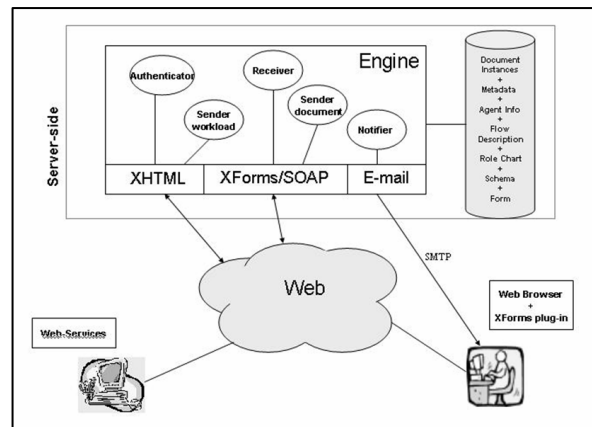 Server-side
Engine
Authenticator
Receiver
Sender
workload
Sender
document
Notifier
XHTML
XForms/SOAP
E-mail
Document
Instances
+
Metadata
+
Agent Info
+
Flow
Description
+
Role Chart
+
Schema
+
Form
Web
SMTP
Web Browser
+
XForms plug-in
Web-Services